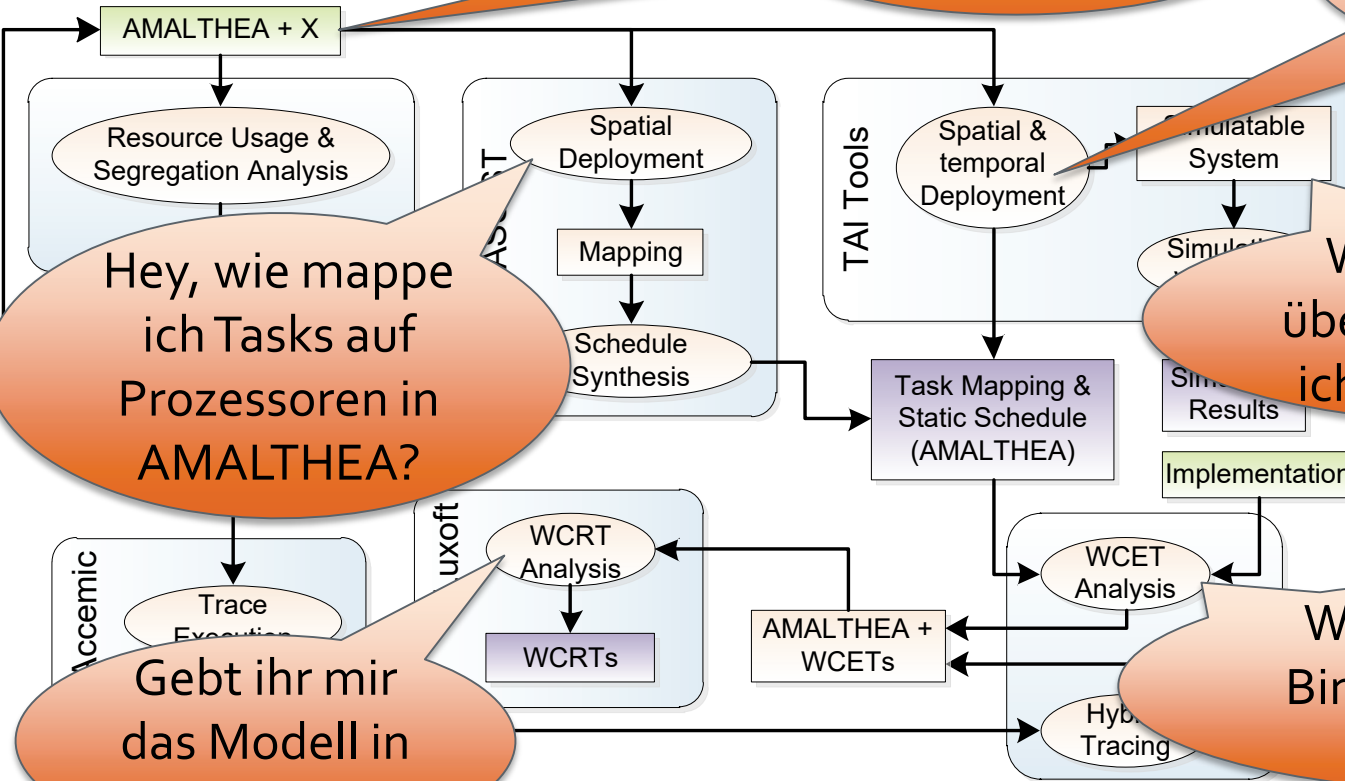 AMALTHEA + X
Resource Usage &
Segregation Analysis
Spatial
Deployment
Mapping
Schedule
Synthesis
TAI Tools
Spatial &
temporal
Deployment
System
Hey, wie mappe
ich Tasks auf
Prozessoren in
AMALTHEA?
Task Mapping &
Static Schedule
(AMALTHEA)
ich
Results
Implementation
Accemic
Trace
WCRT
Analysis
WCRTs
AMALTHEA +
WCETs
WCET
Analysis
Tracing
Gebt ihr mir
das Modell in